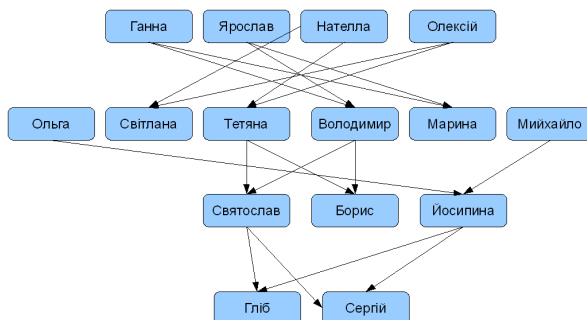 Ганна Ярослав Нателла Олексій
Ольга Світлана Тетяна Володимир Марина Мийхайло
Святослав Борис Йосипина
Гліб Сергій